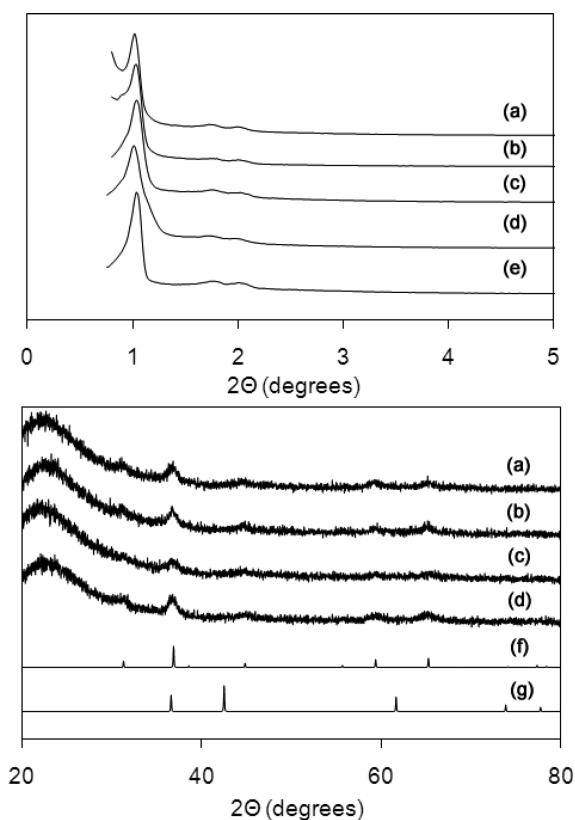 (a)
(b)
(c)
(d)
(e)
0 1 2 3 4 5
2Θ (degrees)
(a)
(b)
(c)
(d)
(f)
(g)
20 40 60 80
2Θ (degrees)